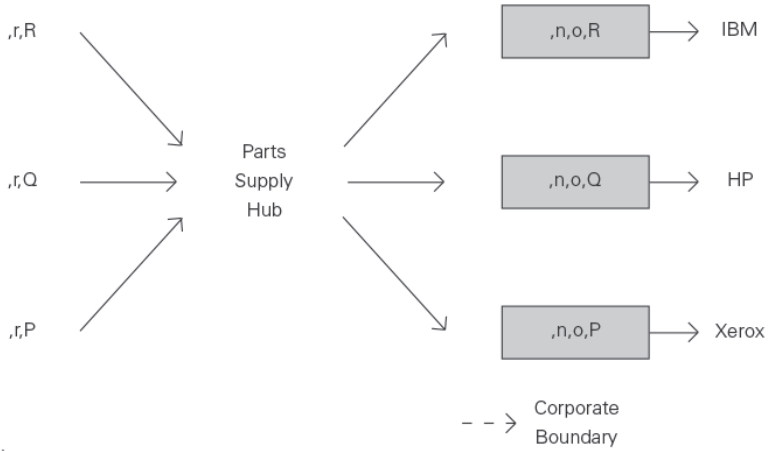 ,r,R
,n,o,R
IBM
Parts
Supply
Hub
,r,Q
,n,o,Q
HP
,r,P
,n,o,P
Xerox
Corporate
Boundary